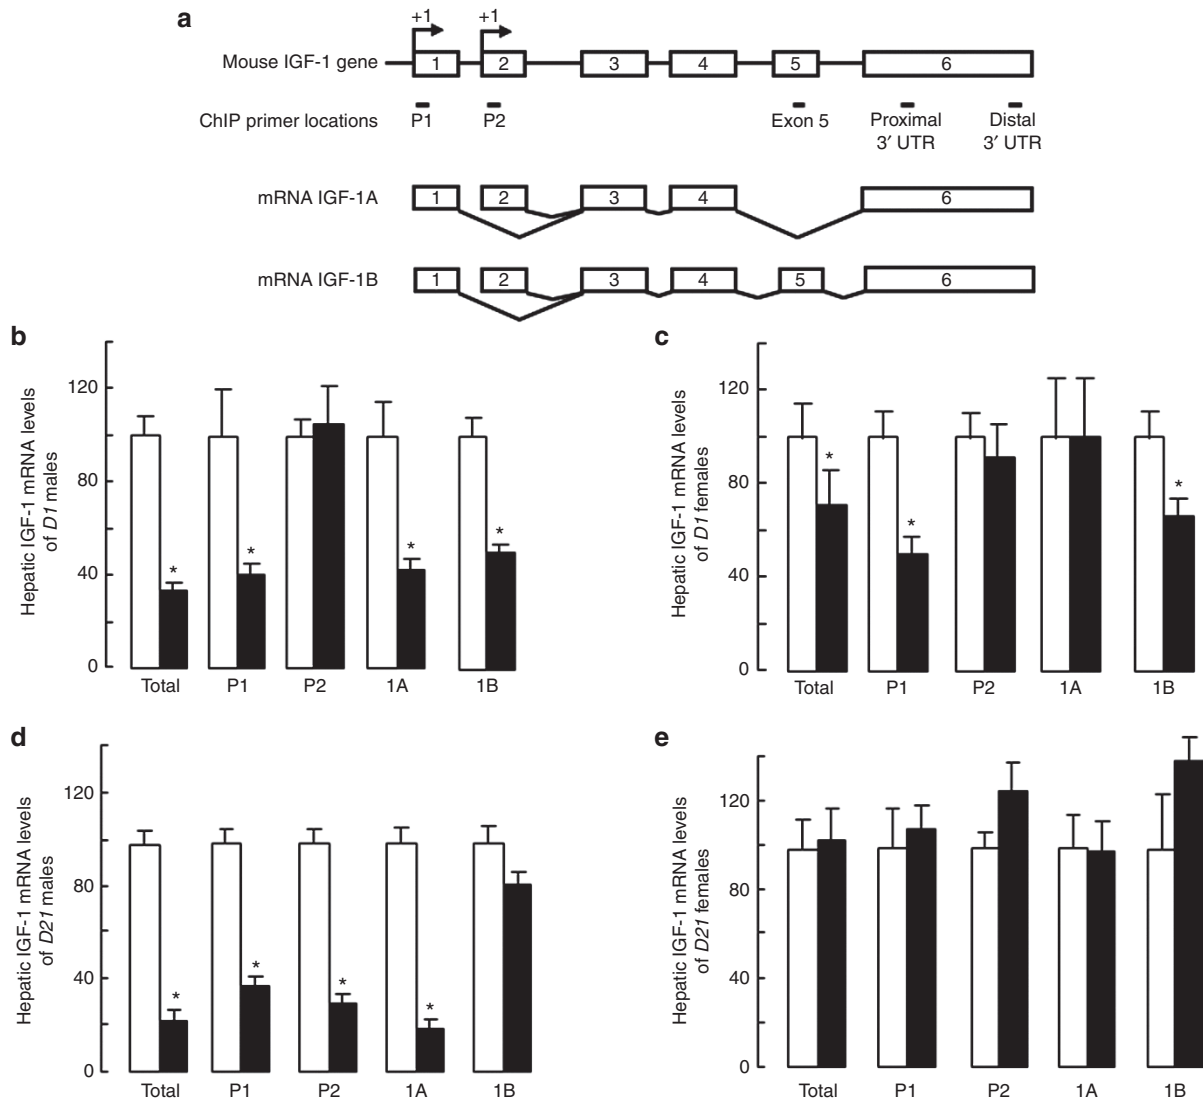 a
+1 +1
Mouse IGF-1 gene 1 2 3 4 5 6
ChIP primer locations P1 P2 Exon 5 Proximal 3′ UTR Distal 3′ UTR
mRNA IGF-1A 1 2 3 4 6
mRNA IGF-1B 1 2 3 4 5 6
b
Hepatic IGF-1 mRNA levels
of D1 males
120
80
40
0
* * * *
Total P1 P2 1A 1B
c
Hepatic IGF-1 mRNA levels
of D1 females
120
80
40
0
* * *
Total P1 P2 1A 1B
d
Hepatic IGF-1 mRNA levels
of D21 males
120
80
40
0
* * * *
Total P1 P2 1A 1B
e
Hepatic IGF-1 mRNA levels
of D21 females
120
80
40
0
Total P1 P2 1A 1B